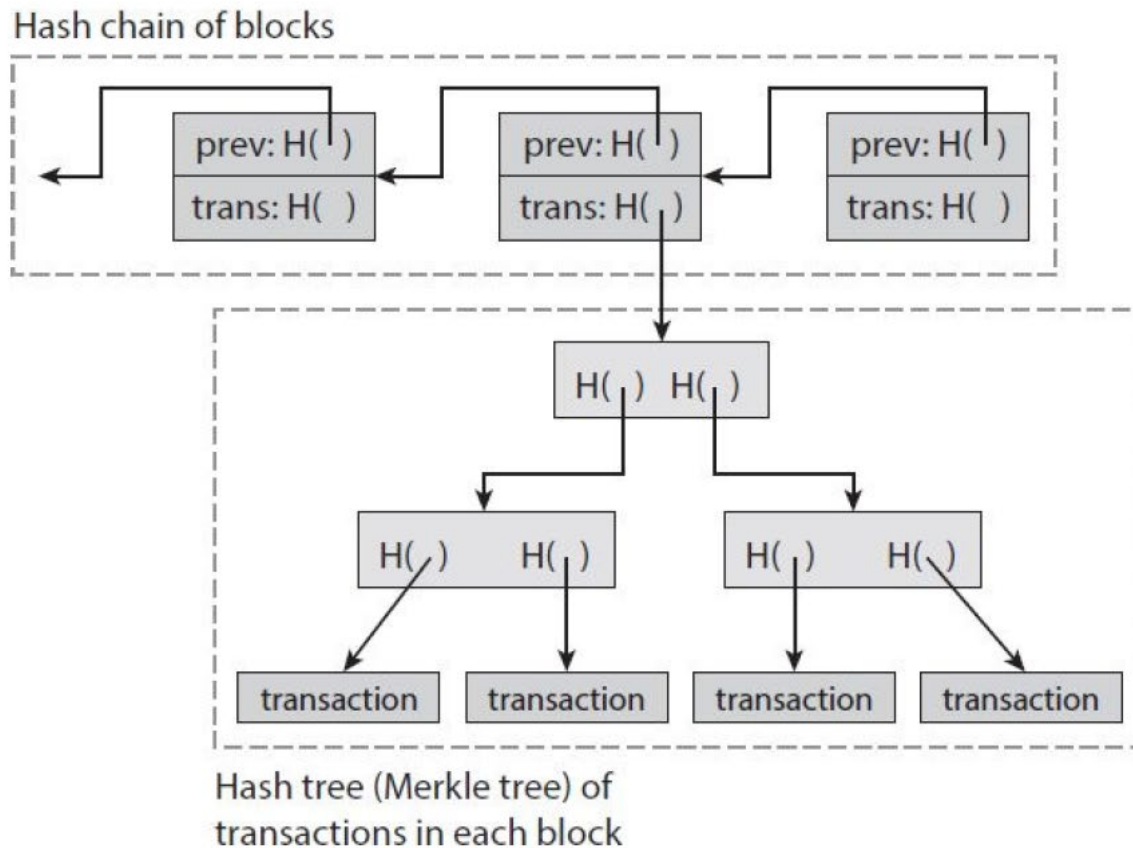 Hash chain of blocks
prev: H( ) prev: H( ) prev: H( )
trans: H( ) trans: H( ) trans: H( )
H( ) H( )
H( ) H( ) H( ) H( )
transaction transaction transaction transaction
Hash tree (Merkle tree) of
transactions in each block